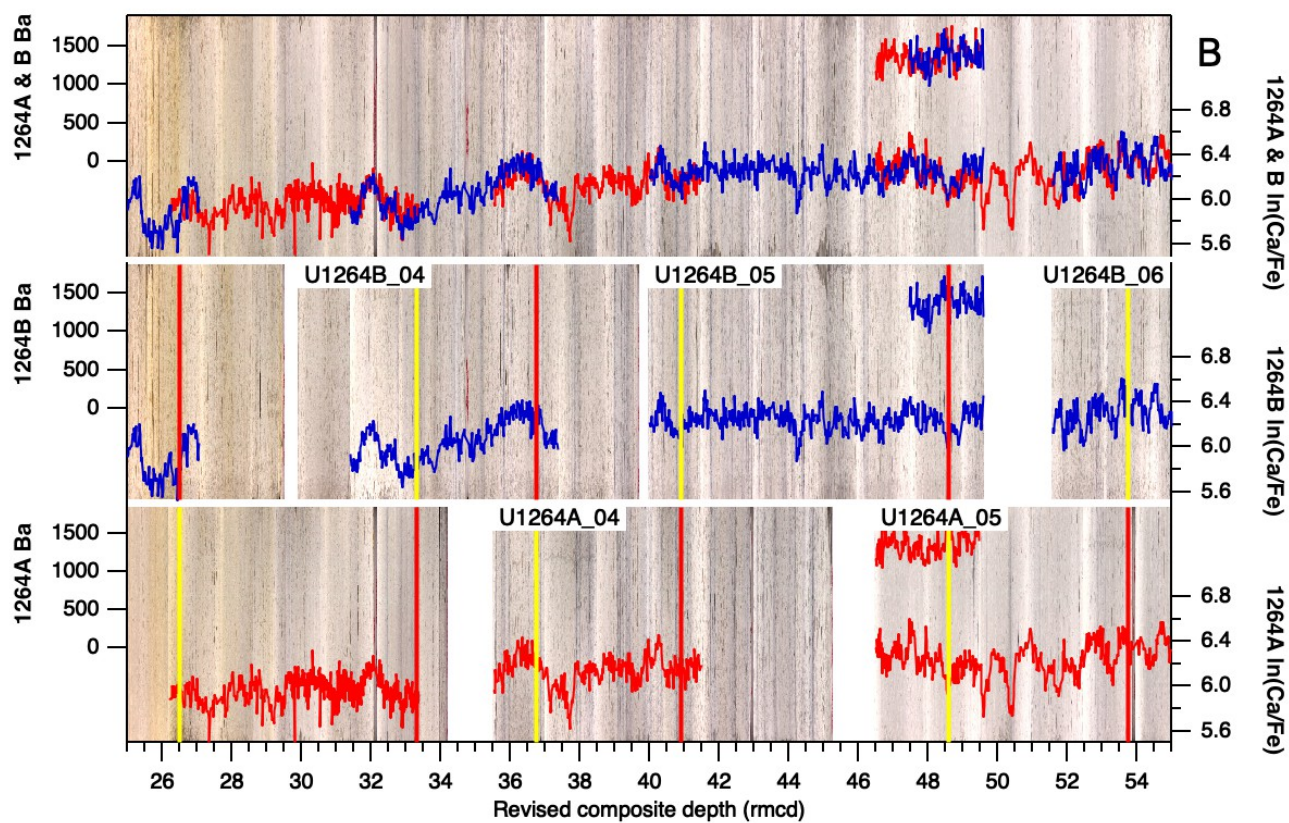 B
1264A & B Ba
1500
1000
500
0
6.8
6.4
6.0
5.6
1264A & B ln(Ca/Fe)
U1264B_04
U1264B_05
U1264B_06
1264B Ba
1500
1000
500
0
6.8
6.4
6.0
5.6
1264B ln(Ca/Fe)
U1264A_04
U1264A_05
1264A Ba
1500
1000
500
0
6.8
6.4
6.0
5.6
1264A ln(Ca/Fe)
26 28 30 32 34 36 38 40 42 44 46 48 50 52 54
Revised composite depth (rmcd)